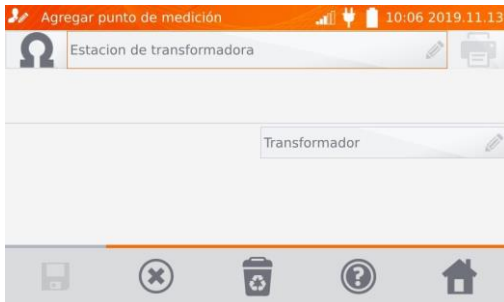 Agregar punto de medición 10:06 2019.11.13
Ω Estacion de transformadora
Transformador